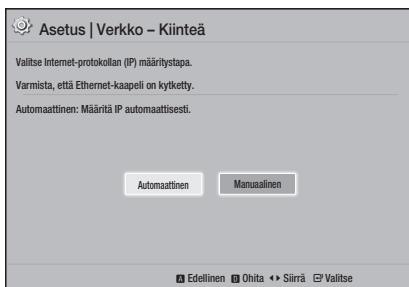 Asetus | Verkko – Kiinteä
Valitse Internet-protokollan (IP) määritystapa.
Varmista, että Ethernet-kaapeli on kytketty.
Automaattinen: Määritä IP automaattisesti.
Automaattinen Manuaalinen
A Edellinen D Ohita Siirrä Valitse